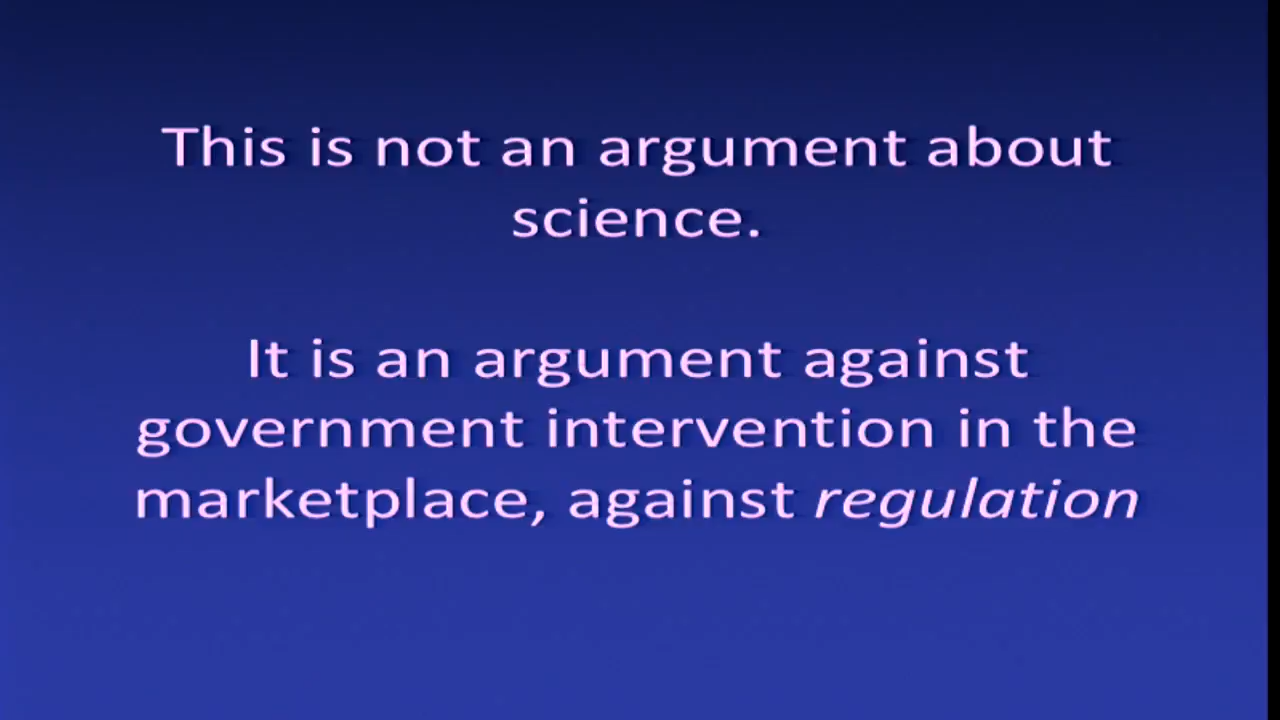 This is not an argument about
science.
It is an argument against
government intervention in the
marketplace, against regulation